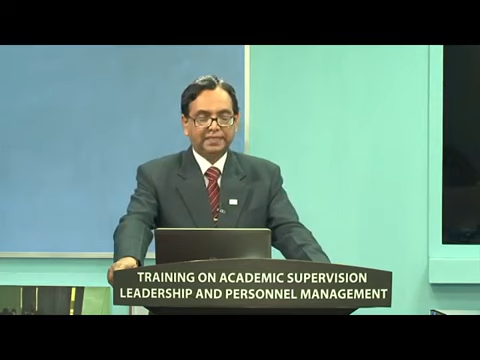 TRAINING ON ACADEMIC SUPERVISION
LEADERSHIP AND PERSONNEL MANAGEMENT